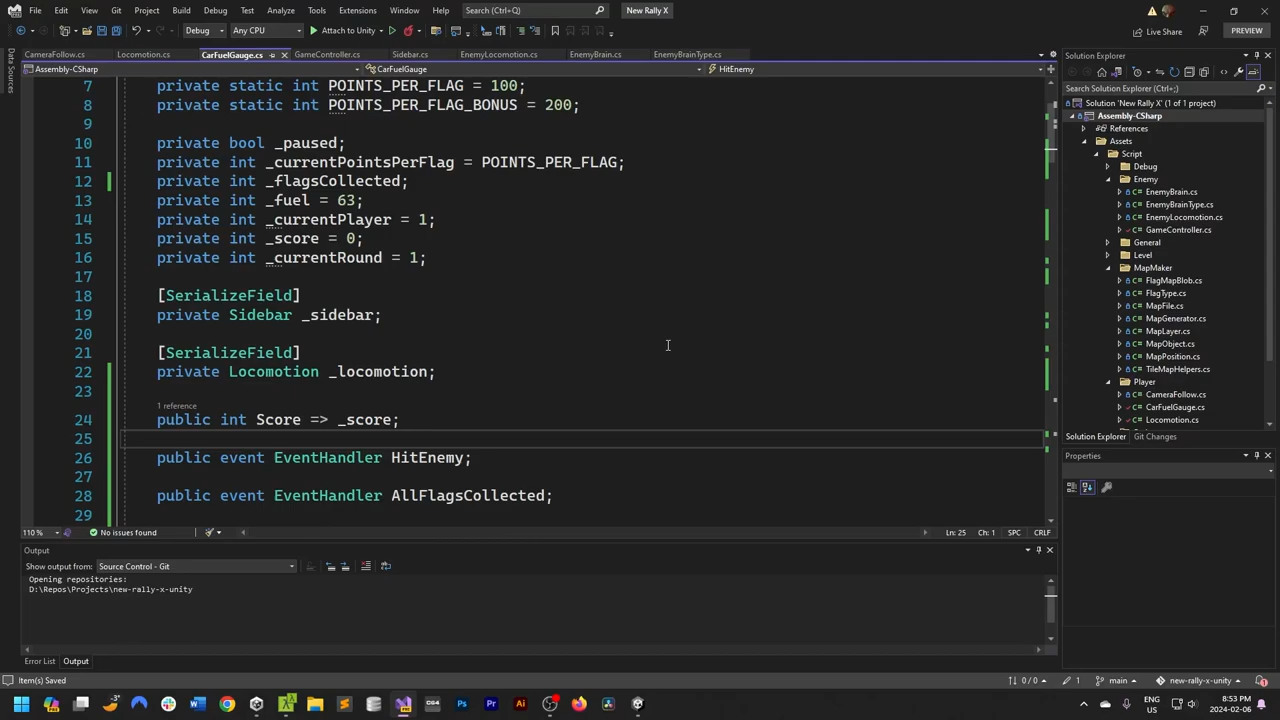 File Edit View Git Project Build Debug Test Analyze Tools Extensions Window Help Search (Ctrl+Q) New Rally X
Debug Any CPU Attach to Unity Live Share PREVIEW
Data Sources
CameraFollow.cs Locomotion.cs CarFuelGauge.cs GameController.cs Sidebar.cs EnemyLocomotion.cs EnemyBrain.cs EnemyBrainType.cs
Assembly-CSharp CarFuelGauge HitEnemy
7 private static int POINTS_PER_FLAG = 100;
8 private static int POINTS_PER_FLAG_BONUS = 200;
9
10 private bool _paused;
11 private int _currentPointsPerFlag = POINTS_PER_FLAG;
12 private int _flagsCollected;
13 private int _fuel = 63;
14 private int _currentPlayer = 1;
15 private int _score = 0;
16 private int _currentRound = 1;
17
18 [SerializeField]
19 private Sidebar _sidebar;
20
21 [SerializeField]
22 private Locomotion _locomotion;
23
1 reference
24 public int Score => _score;
25
26 public event EventHandler HitEnemy;
27
28 public event EventHandler AllFlagsCollected;
29
110 % No issues found Ln: 25 Ch: 1 SPC CRLF
Output
Show output from: Source Control - Git
Opening repositories:
D:\Repos\Projects\new-rally-x-unity
Error List Output
Solution Explorer
Search Solution Explorer (Ctrl+;)
Solution 'New Rally X' (1 of 1 project)
Assembly-CSharp
References
Assets
Script
Debug
Enemy
EnemyBrain.cs
EnemyBrainType.cs
EnemyLocomotion.cs
GameController.cs
General
Level
MapMaker
FlagMapBlob.cs
FlagType.cs
MapFile.cs
MapGenerator.cs
MapLayer.cs
MapObject.cs
MapPosition.cs
TileMapHelpers.cs
Player
CameraFollow.cs
CarFuelGauge.cs
Locomotion.cs
Solution Explorer Git Changes
Properties
Item(s) Saved 0 / 0 1 main new-rally-x-unity
C64 Ps Pr Ai ENG US 8:53 PM 2024-02-06